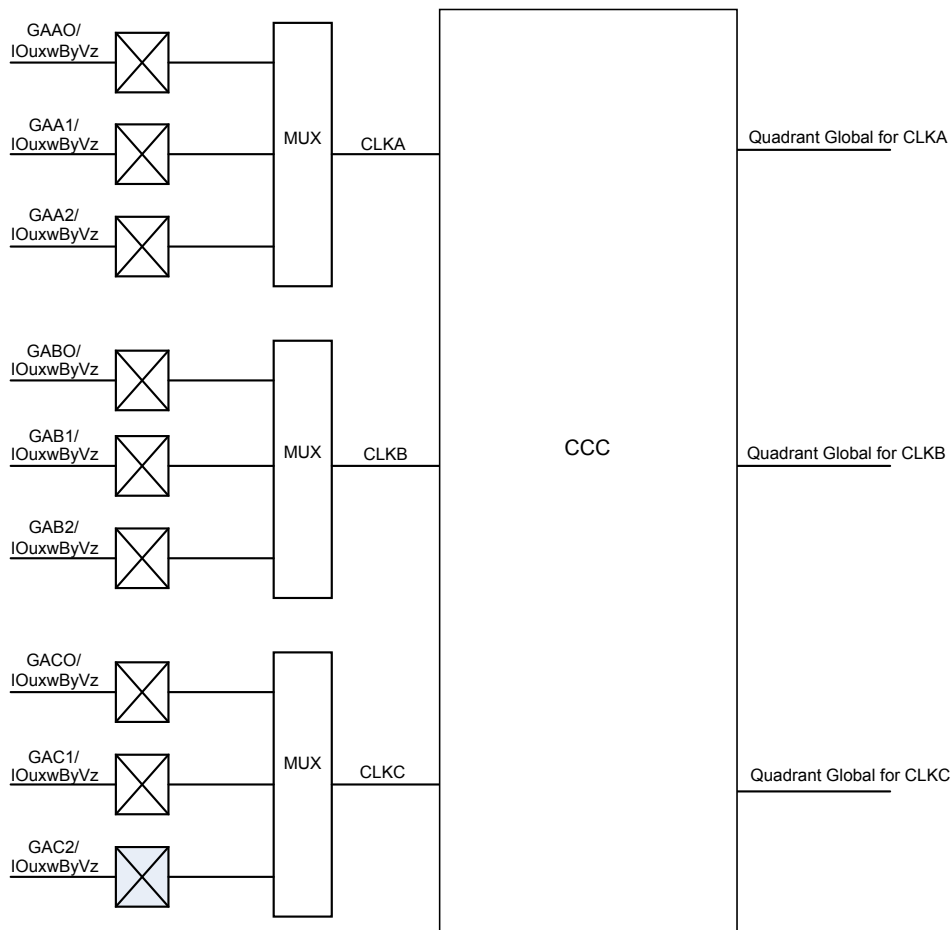 GAAO/
IOuxwByVz
GAA1/
IOuxwByVz
GAA2/
IOuxwByVz
MUX
CLKA
Quadrant Global for CLKA
GABO/
IOuxwByVz
GAB1/
IOuxwByVz
GAB2/
IOuxwByVz
MUX
CLKB
CCC
Quadrant Global for CLKB
GACO/
IOuxwByVz
GAC1/
IOuxwByVz
GAC2/
IOuxwByVz
MUX
CLKC
Quadrant Global for CLKC